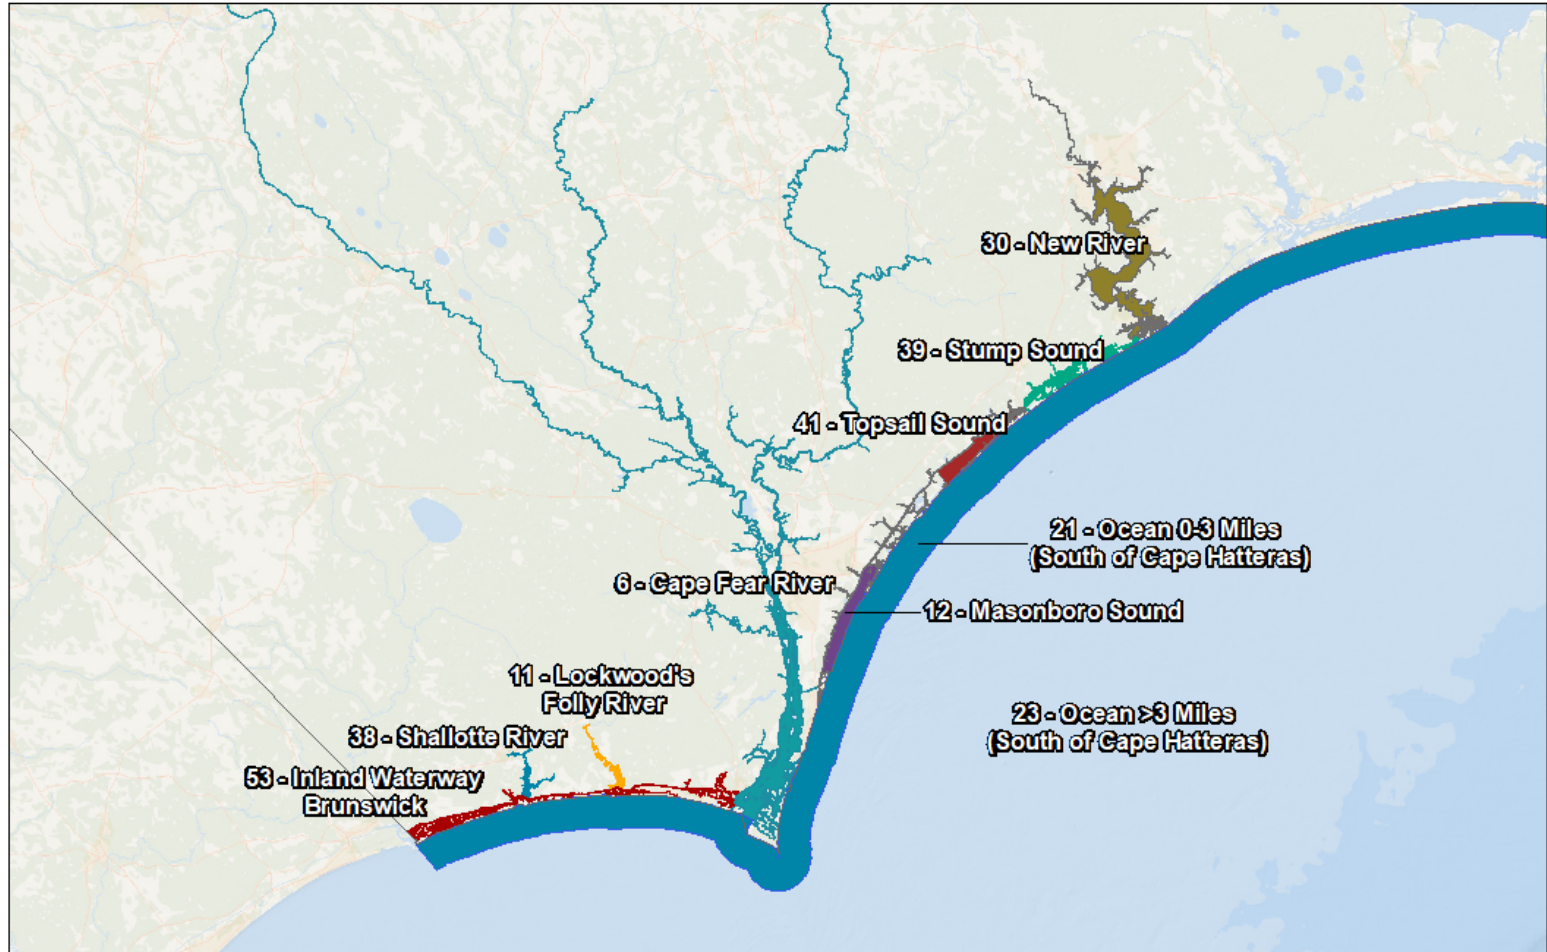 30 - New River
39 - Stump Sound
41 - Topsail Sound
21 - Ocean 0-3 Miles
(South of Cape Hatteras)
6 - Cape Fear River
12 - Masonboro Sound
11 - Lockwood's
Folly River
23 - Ocean >3 Miles
(South of Cape Hatteras)
38 - Shallotte River
53 - Inland Waterway
Brunswick